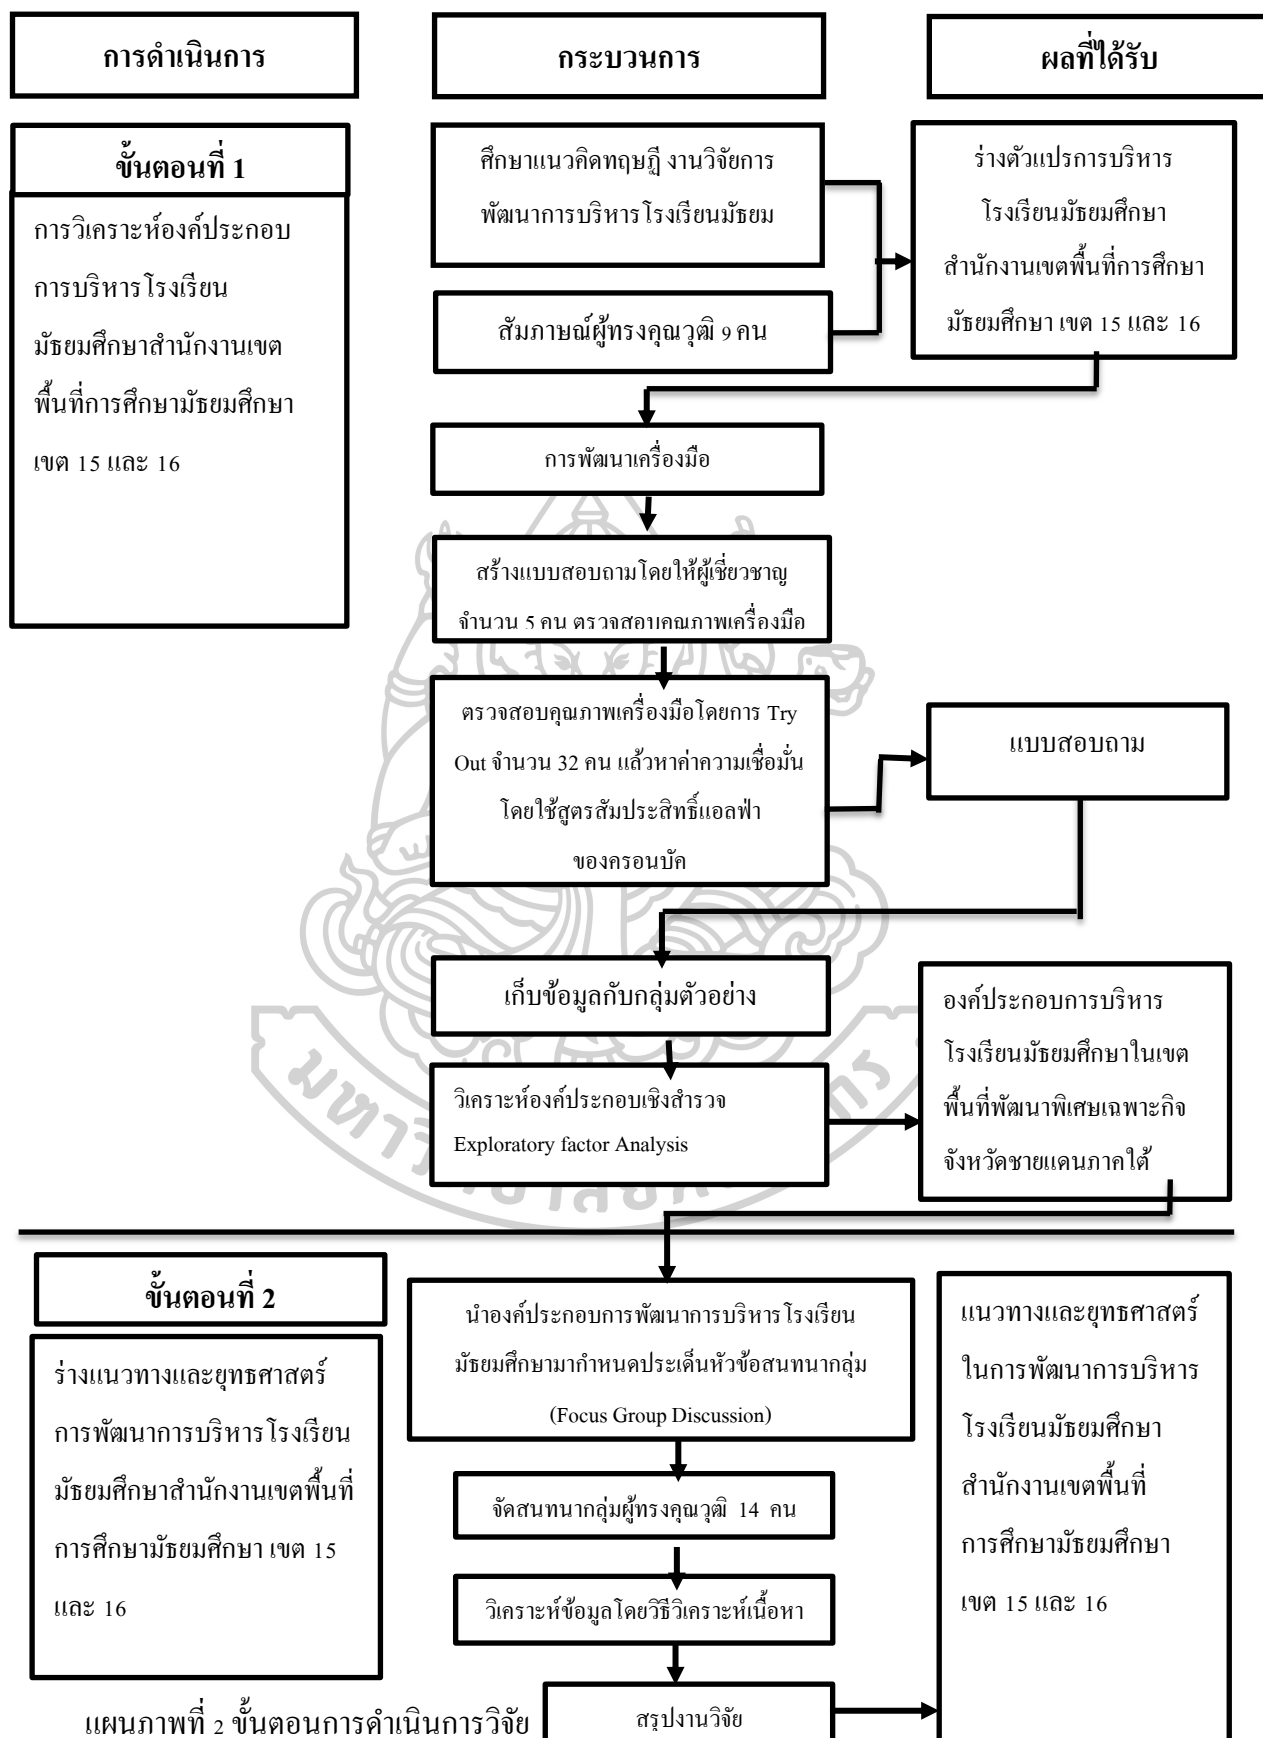 การดำเนินการ
กระบวนการ
ผลที่ได้รับ
ขั้นตอนที่ 1
การวิเคราะห์องค์ประกอบ
การบริหารโรงเรียน
มัธยมศึกษาสำนักงานเขต
พื้นที่การศึกษามัธยมศึกษา
เขต 15 และ 16
ศึกษาแนวคิดทฤษฎี งานวิจัยการ
พัฒนาการบริหารโรงเรียนมัธยม
สัมภาษณ์ผู้ทรงคุณวุฒิ 9 คน
ร่างตัวแปรการบริหาร
โรงเรียนมัธยมศึกษา
สำนักงานเขตพื้นที่การศึกษา
มัธยมศึกษา เขต 15 และ 16
การพัฒนาเครื่องมือ
สร้างแบบสอบถามโดยให้ผู้เชี่ยวชาญ
จำนวน 5 คน ตรวจสอบคุณภาพเครื่องมือ
ตรวจสอบคุณภาพเครื่องมือโดยการ Try
Out จำนวน 32 คน แล้วหาค่าความเชื่อมั่น
โดยใช้สูตรสัมประสิทธิ์แอลฟ่า
ของครอนบัค
แบบสอบถาม
เก็บข้อมูลกับกลุ่มตัวอย่าง
วิเคราะห์องค์ประกอบเชิงสำรวจ
Exploratory factor Analysis
องค์ประกอบการบริหาร
โรงเรียนมัธยมศึกษาในเขต
พื้นที่พัฒนาพิเศษเฉพาะกิจ
จังหวัดชายแดนภาคใต้
ขั้นตอนที่ 2
ร่างแนวทางและยุทธศาสตร์
การพัฒนาการบริหารโรงเรียน
มัธยมศึกษาสำนักงานเขตพื้นที่
การศึกษามัธยมศึกษา เขต 15
และ 16
นำองค์ประกอบการพัฒนาการบริหารโรงเรียน
มัธยมศึกษามากำหนดประเด็นหัวข้อสนทนากลุ่ม
(Focus Group Discussion)
จัดสนทนากลุ่มผู้ทรงคุณวุฒิ 14 คน
วิเคราะห์ข้อมูลโดยวิธีวิเคราะห์เนื้อหา
สรุปงานวิจัย
แนวทางและยุทธศาสตร์
ในการพัฒนาการบริหาร
โรงเรียนมัธยมศึกษา
สำนักงานเขตพื้นที่
การศึกษามัธยมศึกษา
เขต 15 และ 16
แผนภาพที่ 2 ขั้นตอนการดำเนินการวิจัย